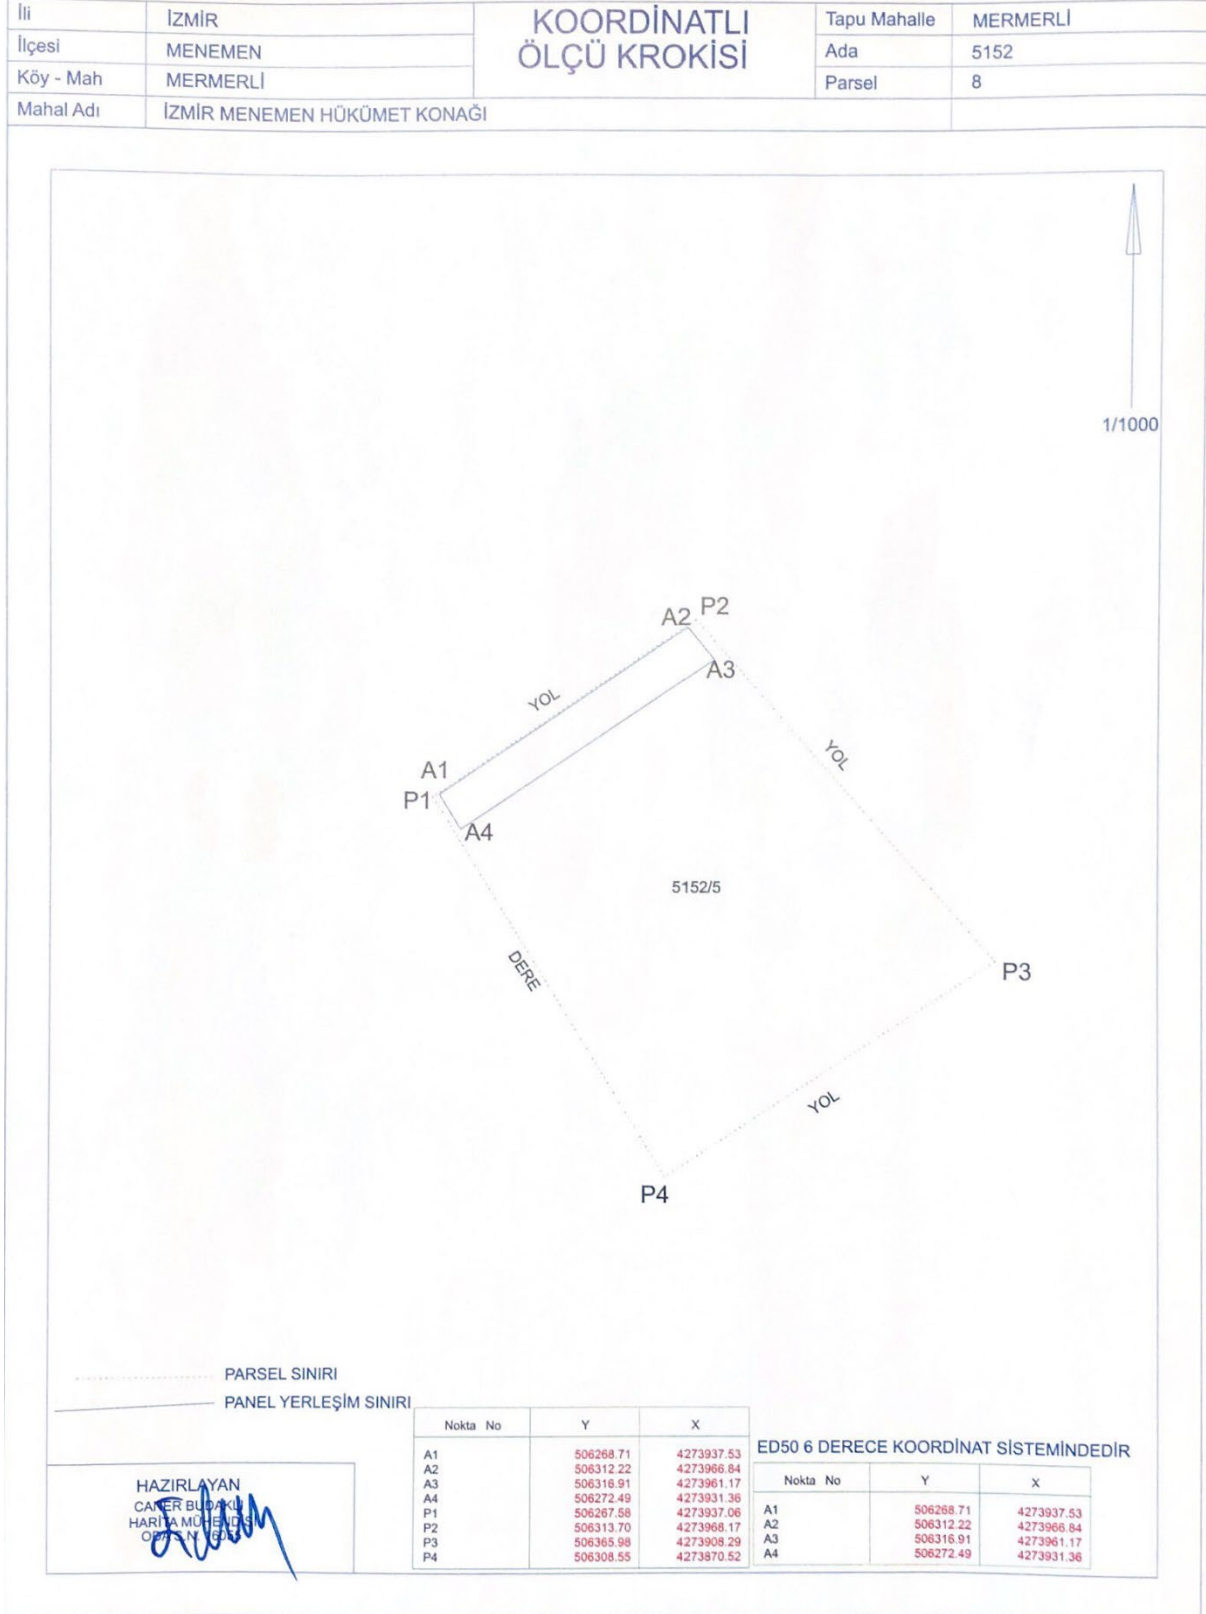 İli İZMİR
İlçesi MENEMEN
Köy - Mah MERMERLİ
Mahal Adı İZMİR MENEMEN HÜKÜMET KONAĞI
KOORDİNATLI
ÖLÇÜ KROKİSİ
Tapu Mahalle MERMERLİ
Ada 5152
Parsel 8
1/1000
A2 P2
A3
YOL
YOL
A1
P1
A4
5152/5
DERE
P3
YOL
P4
PARSEL SINIRI
PANEL YERLEŞİM SINIRI
HAZIRLAYAN
CANER BUDAKLI
HARİTA MÜHENDİSİ
Nokta No Y X
A1 506268.71 4273937.53
A2 506312.22 4273966.84
A3 506316.91 4273961.17
A4 506272.49 4273931.36
P1 506267.58 4273937.06
P2 506313.70 4273968.17
P3 506365.98 4273908.29
P4 506308.55 4273870.52
ED50 6 DERECE KOORDİNAT SİSTEMİNDEDİR
Nokta No Y X
A1 506268.71 4273937.53
A2 506312.22 4273966.84
A3 506316.91 4273961.17
A4 506272.49 4273931.36